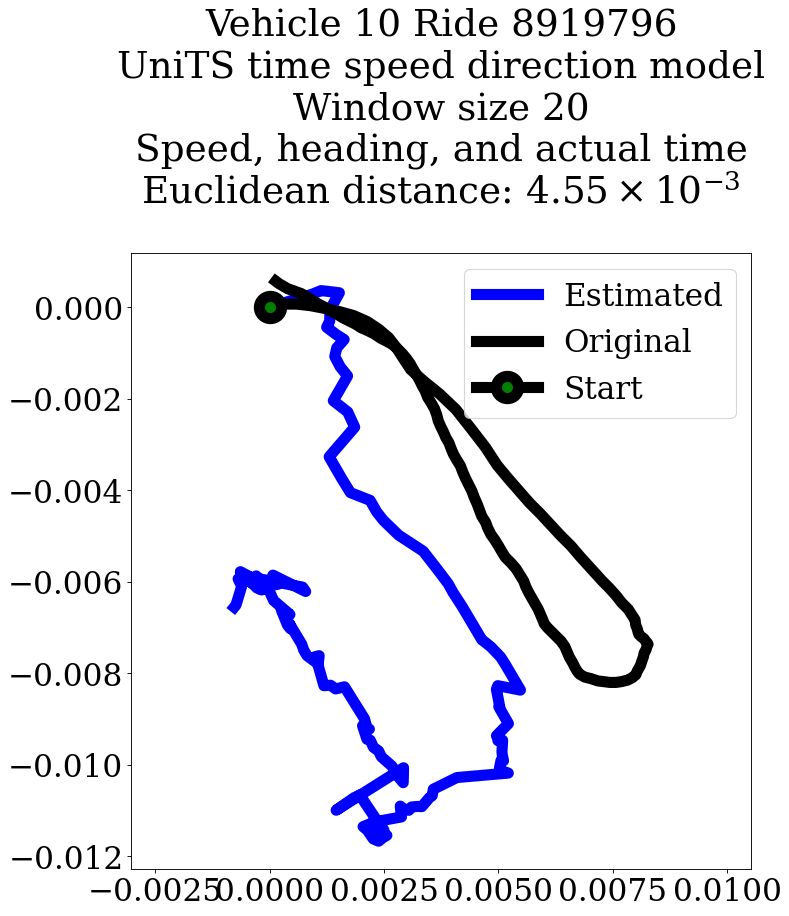 Vehicle 10 Ride 8919796
UniTS time speed direction model
Window size 20
Speed, heading, and actual time
Euclidean distance: 4.55 × 10⁻³
Estimated
Original
Start
0.000
−0.002
−0.004
−0.006
−0.008
−0.010
−0.012
−0.0025 0.0000 0.0025 0.0050 0.0075 0.0100